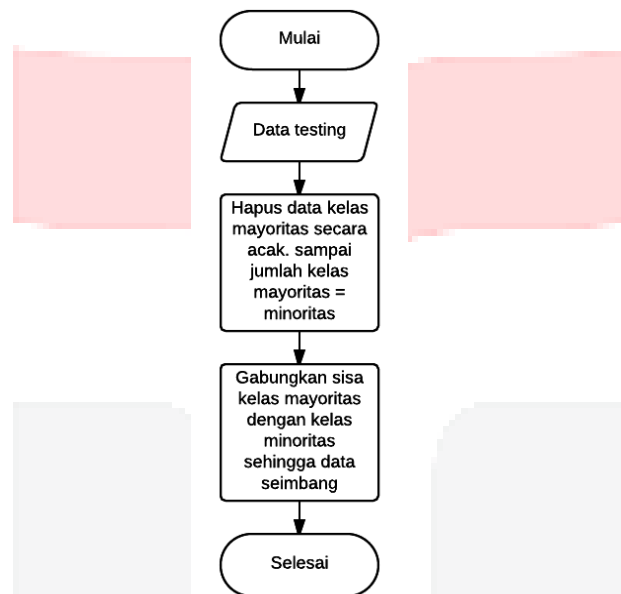 Mulai
Data testing
Hapus data kelas
mayoritas secara
acak. sampai
jumlah kelas
mayoritas =
minoritas
Gabungkan sisa
kelas mayoritas
dengan kelas
minoritas
sehingga data
seimbang
Selesai